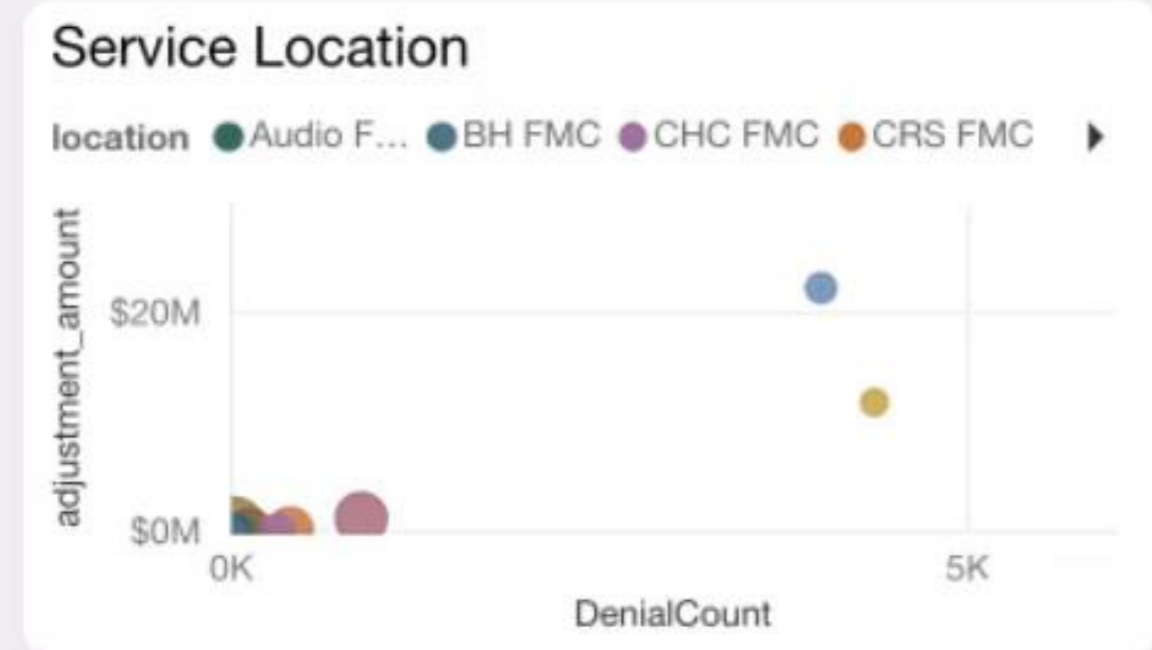 Service Location
location Audio F... BH FMC CHC FMC CRS FMC
adjustment_amount
$20M
$0M
0K 5K
DenialCount